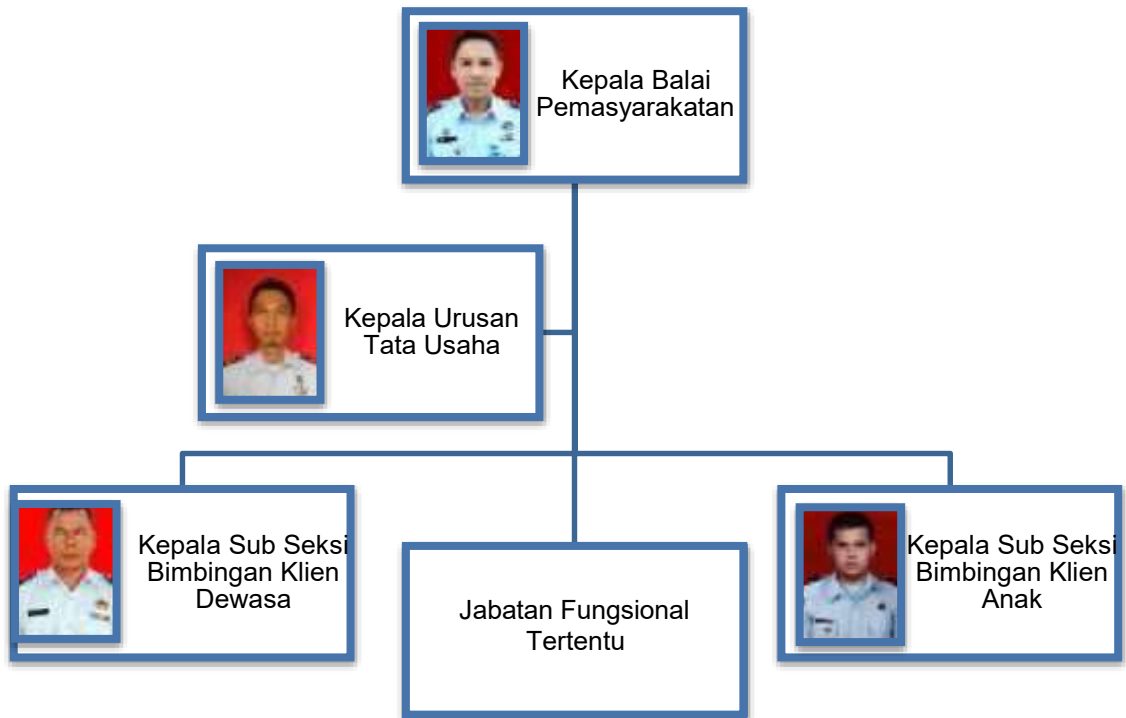 Kepala Balai
Pemasyarakatan
Kepala Urusan
Tata Usaha
Kepala Sub Seksi
Bimbingan Klien
Dewasa
Jabatan Fungsional
Tertentu
Kepala Sub Seksi
Bimbingan Klien
Anak